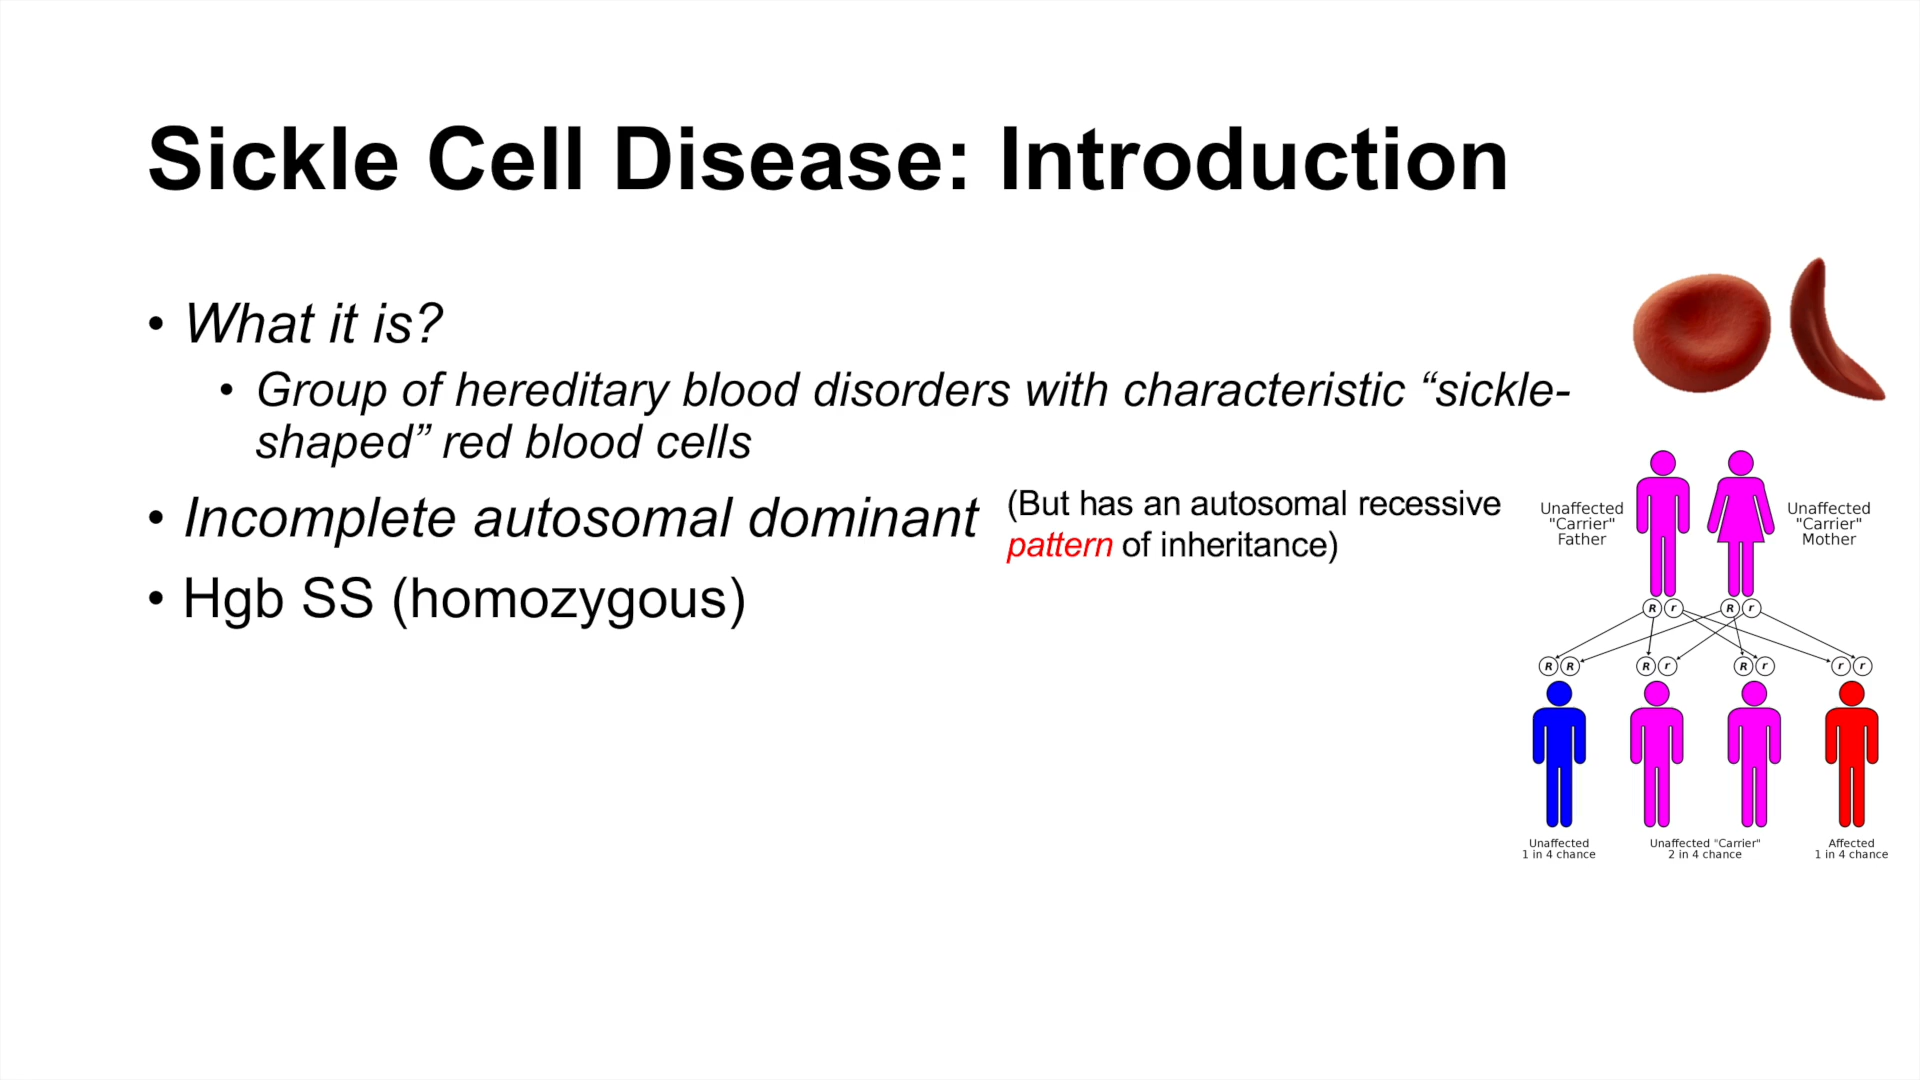 Sickle Cell Disease: Introduction
• What it is?
• Group of hereditary blood disorders with characteristic “sickle-
shaped” red blood cells
• Incomplete autosomal dominant
(But has an autosomal recessive
pattern of inheritance)
• Hgb SS (homozygous)
Unaffected
"Carrier"
Father
Unaffected
"Carrier"
Mother
R r R r
R R R r R r r r
Unaffected
1 in 4 chance
Unaffected "Carrier"
2 in 4 chance
Affected
1 in 4 chance